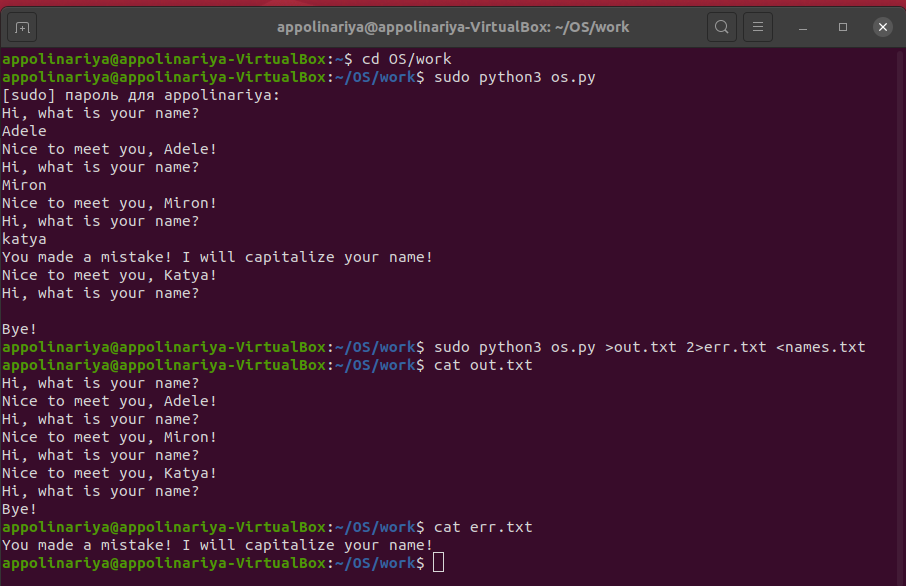 appolinariya@appolinariya-VirtualBox: ~/OS/work
appolinariya@appolinariya-VirtualBox:~$ cd OS/work
appolinariya@appolinariya-VirtualBox:~/OS/work$ sudo python3 os.py
[sudo] пароль для appolinariya:
Hi, what is your name?
Adele
Nice to meet you, Adele!
Hi, what is your name?
Miron
Nice to meet you, Miron!
Hi, what is your name?
katya
You made a mistake! I will capitalize your name!
Nice to meet you, Katya!
Hi, what is your name?

Bye!
appolinariya@appolinariya-VirtualBox:~/OS/work$ sudo python3 os.py >out.txt 2>err.txt <names.txt
appolinariya@appolinariya-VirtualBox:~/OS/work$ cat out.txt
Hi, what is your name?
Nice to meet you, Adele!
Hi, what is your name?
Nice to meet you, Miron!
Hi, what is your name?
Nice to meet you, Katya!
Hi, what is your name?
Bye!
appolinariya@appolinariya-VirtualBox:~/OS/work$ cat err.txt
You made a mistake! I will capitalize your name!
appolinariya@appolinariya-VirtualBox:~/OS/work$